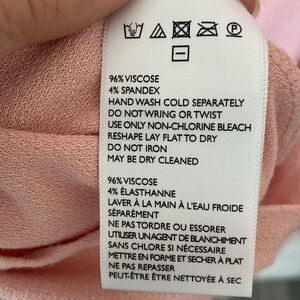 96% VISCOSE
4% SPANDEX
HAND WASH COLD SEPARATELY
DO NOT WRING OR TWIST
USE ONLY NON-CHLORINE BLEACH
RESHAPE LAY FLAT TO DRY
DO NOT IRON
MAY BE DRY CLEANED
96% VISCOSE
4% ÉLASTHANNE
LAVER À LA MAIN À L'EAU FROIDE
SÉPARÉMENT
NE PAS TORDRE OU ESSORER
UTILISER UN AGENT DE BLANCHIMENT
SANS CHLORE SI NÉCESSAIRE
METTRE EN FORME ET SECHER A PLAT
NE PAS REPASSER
PEUT-ÊTRE ÊTRE NETTOYÉE À SEC